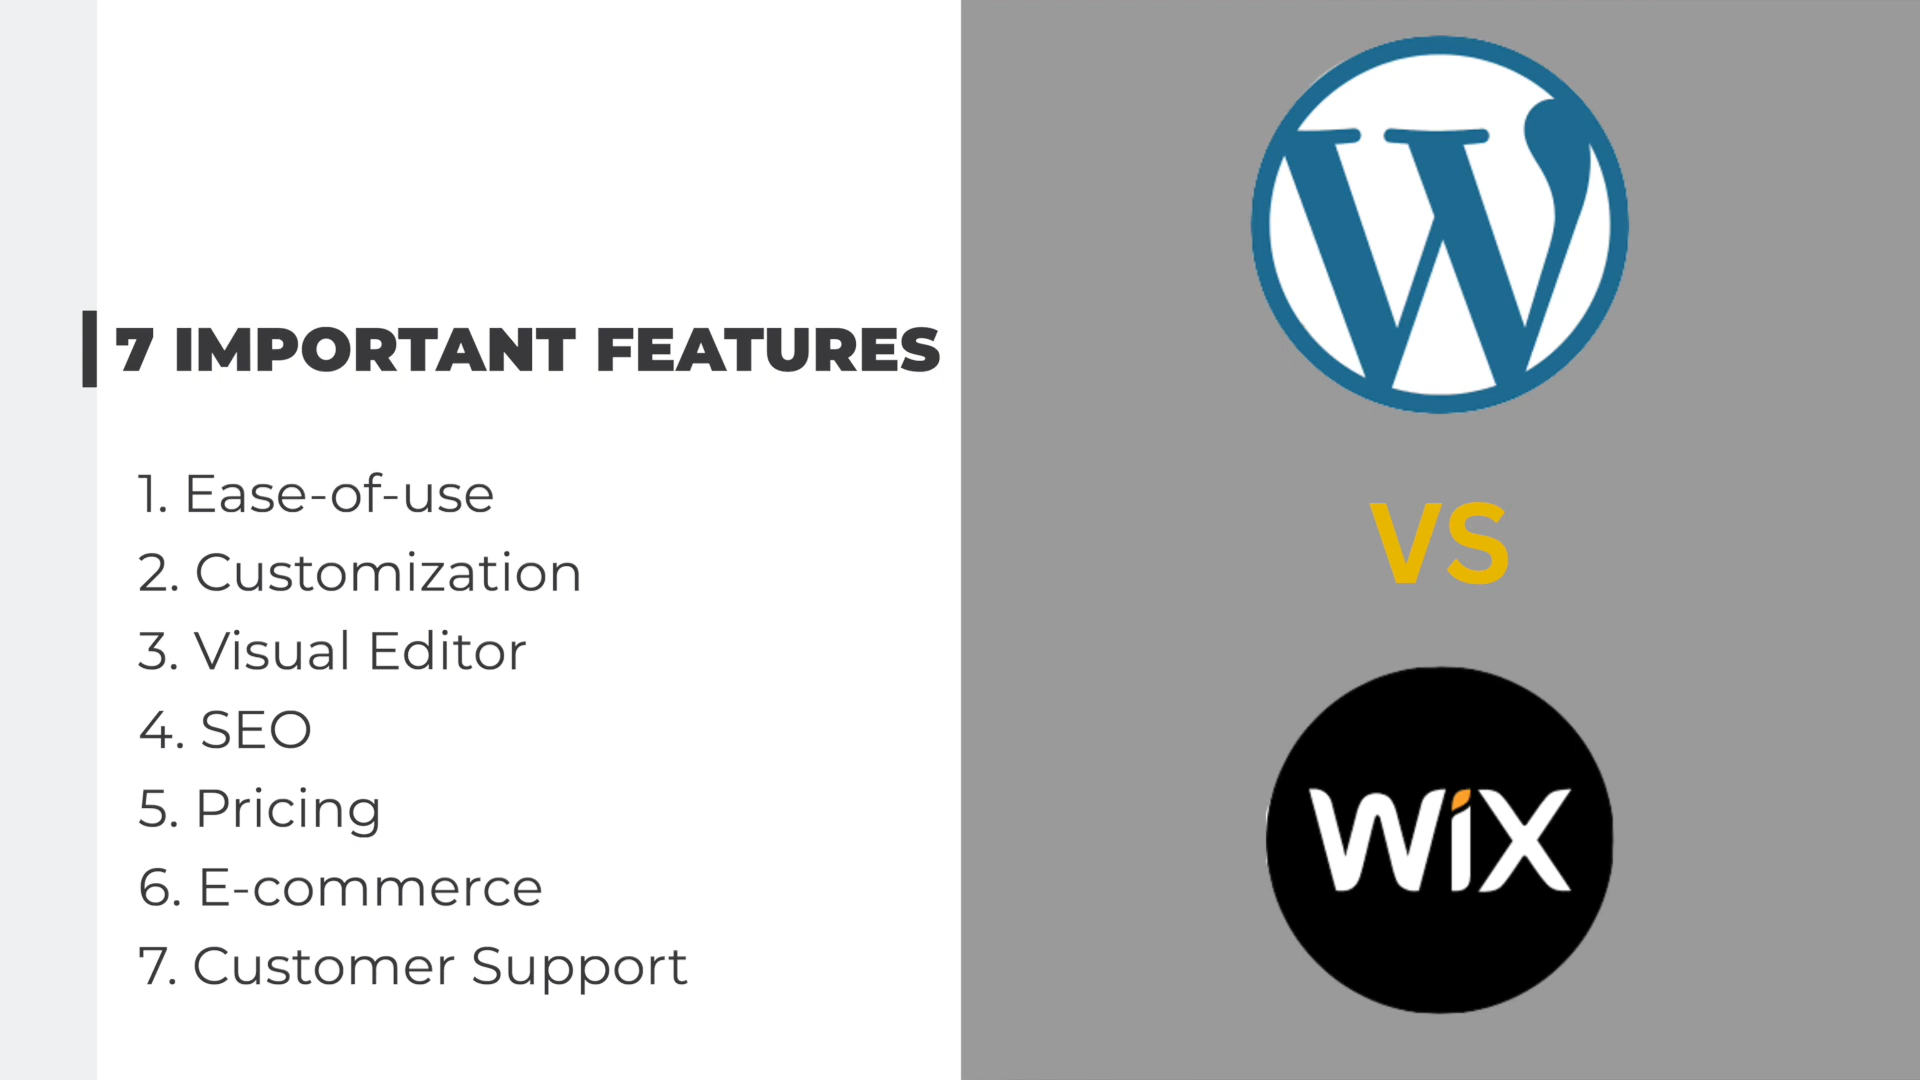 7 IMPORTANT FEATURES
1. Ease-of-use
2. Customization
3. Visual Editor
4. SEO
5. Pricing
6. E-commerce
7. Customer Support
W
VS
WiX